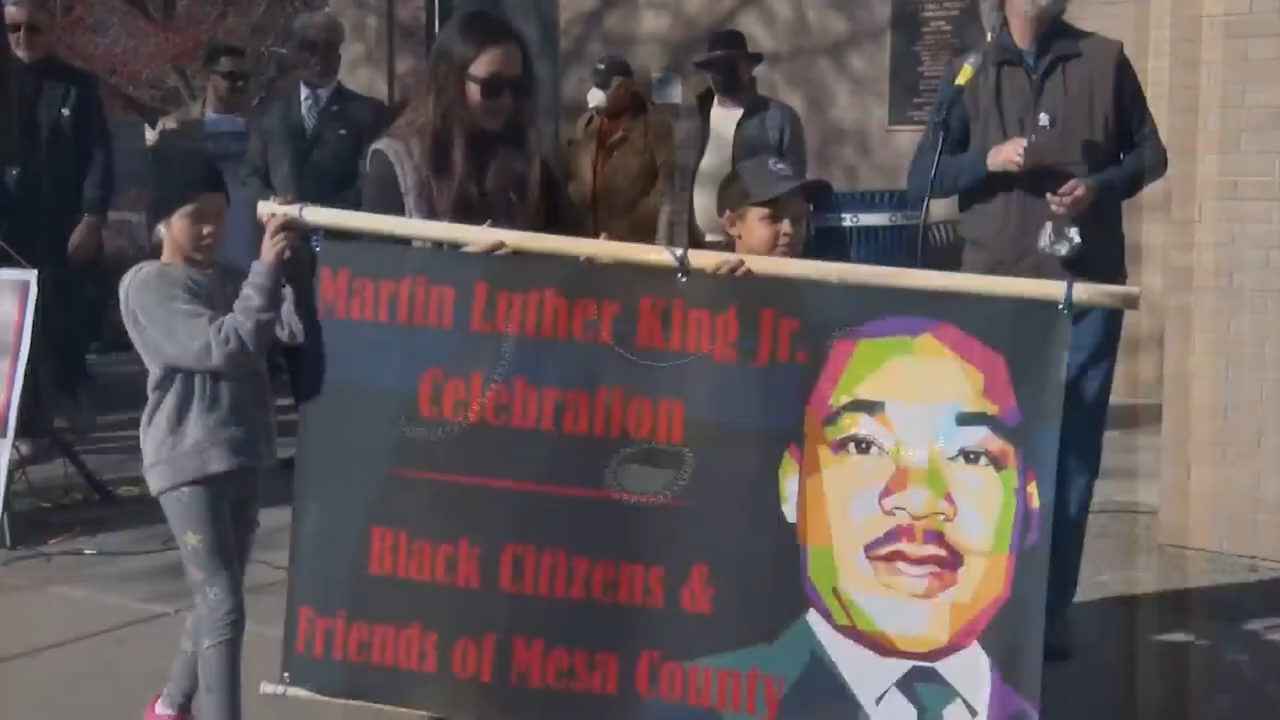 Martin Luther King Jr.
Celebration
Black Citizens &
Friends of Mesa County